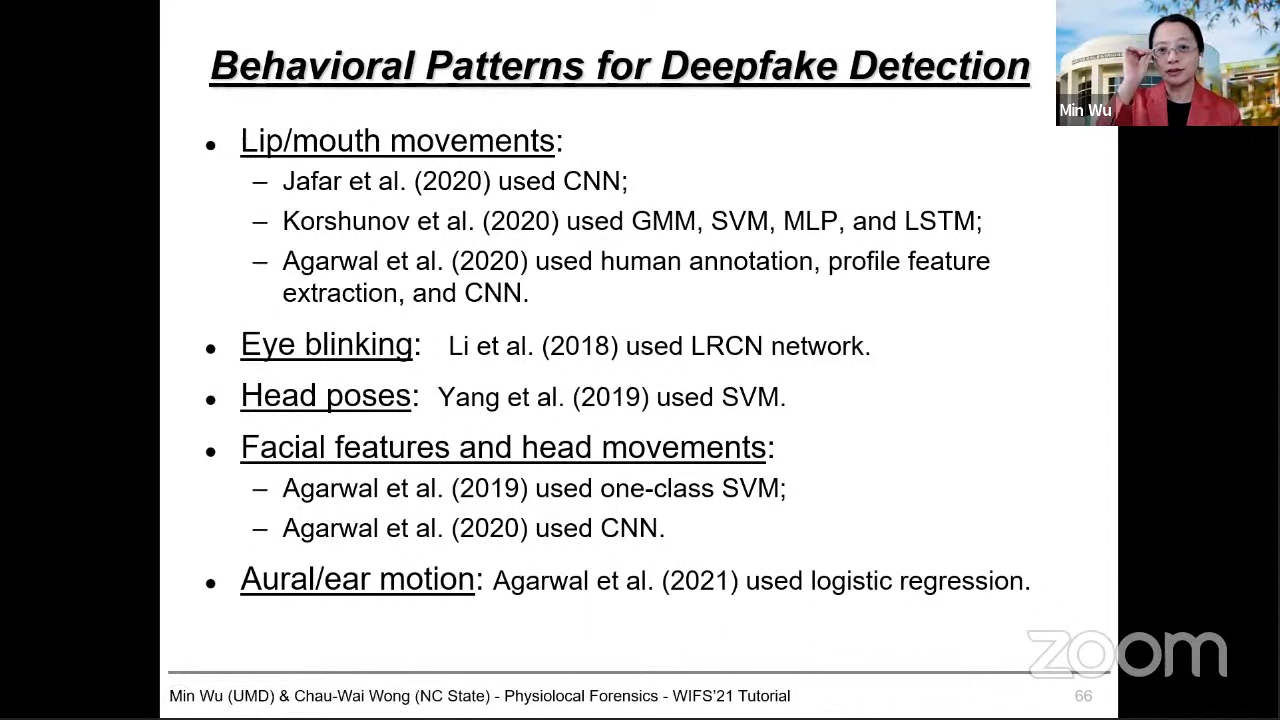 Behavioral Patterns for Deepfake Detection
Min Wu
• Lip/mouth movements:
– Jafar et al. (2020) used CNN;
– Korshunov et al. (2020) used GMM, SVM, MLP, and LSTM;
– Agarwal et al. (2020) used human annotation, profile feature
extraction, and CNN.
• Eye blinking: Li et al. (2018) used LRCN network.
• Head poses: Yang et al. (2019) used SVM.
• Facial features and head movements:
– Agarwal et al. (2019) used one-class SVM;
– Agarwal et al. (2020) used CNN.
• Aural/ear motion: Agarwal et al. (2021) used logistic regression.
zoom
Min Wu (UMD) & Chau-Wai Wong (NC State) - Physiolocal Forensics - WIFS'21 Tutorial
66